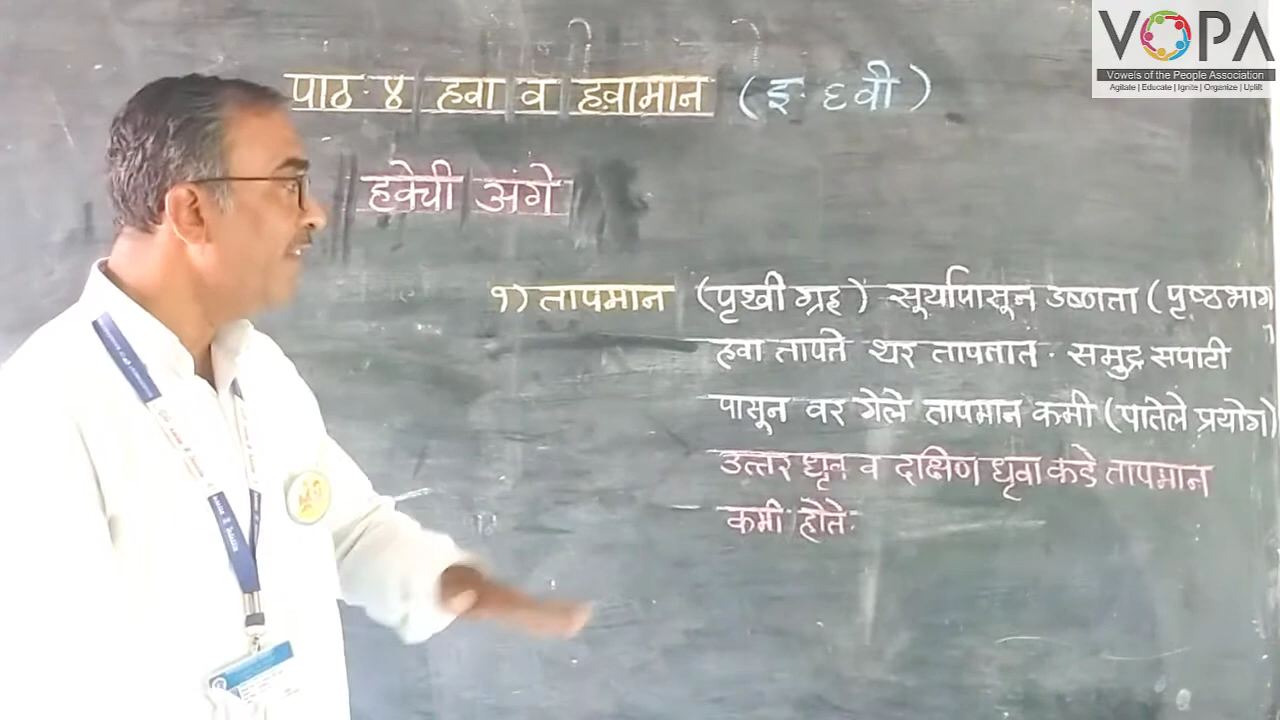 VOPA
Vowels of the People Association
Agitate | Educate | Ignite | Organize | Uplift
पाठ.४ हवा व हवामान (इ.६वी)
हवेची अंगे
१) तापमान (पृथ्वी ग्रह) सूर्यापासून उष्णता (पृष्ठभाग)
हवा तापते थर तापतात. समुद्र सपाटी
पासून वर गेले तापमान कमी (पातेले प्रयोग)
उत्तर धृव व दक्षिण धृवाकडे तापमान
कमी होते.